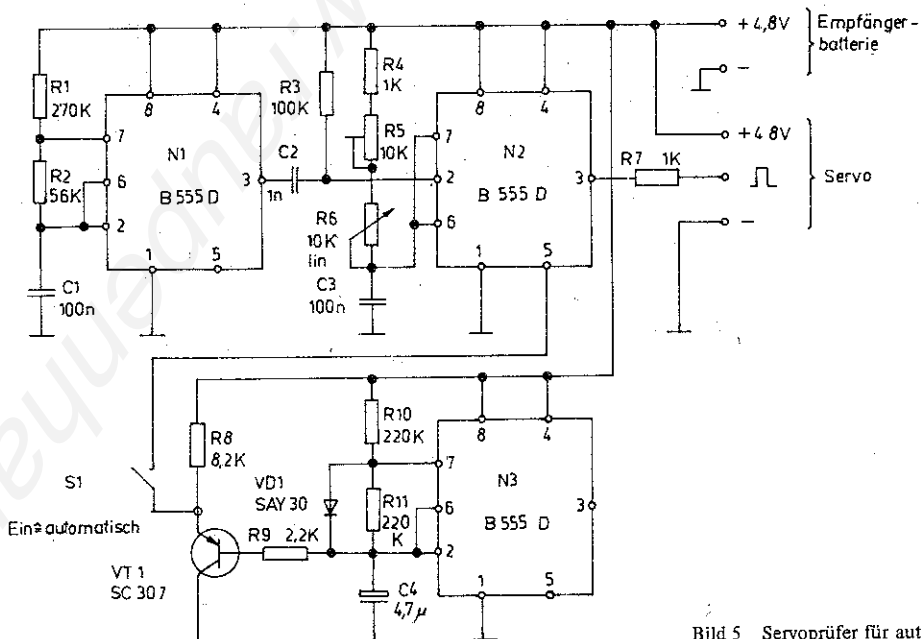 +4,8V
Empfänger-
batterie
−
R1
270K
8
4
R3
100K
R4
1K
8
4
+4 8V
7
N1
C2
R5
10K
7
N2
R7 1K
R2
56K
6
B 555 D
3
1n
2
B 555 D
3
Servo
2
R6
10K
lin
6
−
1
5
C1
100n
C3
100n
1
5
R8
8,2K
R10
220K
8
4
S1
VD1
SAY 30
7
N3
3
Ein≙automatisch
R11
220
K
6
B 555 D
R9 2,2K
2
VT 1
SC 307
C4
4,7µ
1
5
Bild 5 Servoprüfer für aut